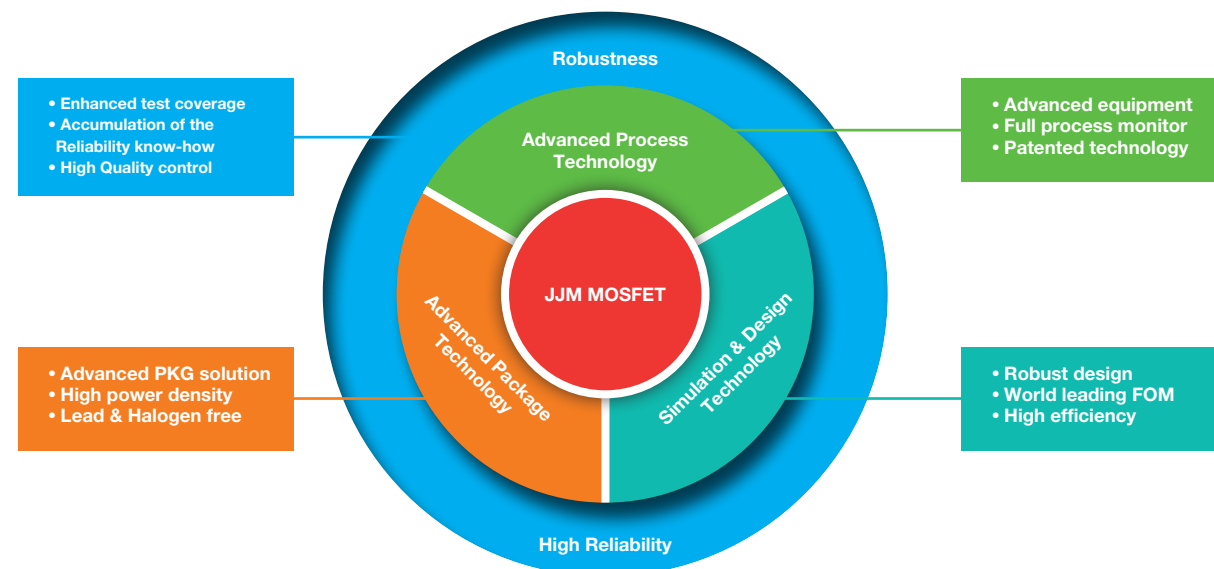 Robustness
• Enhanced test coverage
• Accumulation of the
Reliability know-how
• High Quality control
• Advanced equipment
• Full process monitor
• Patented technology
Advanced Process
Technology
JJM MOSFET
Advanced Package
Technology
Simulation & Design
Technology
• Advanced PKG solution
• High power density
• Lead & Halogen free
• Robust design
• World leading FOM
• High efficiency
High Reliability